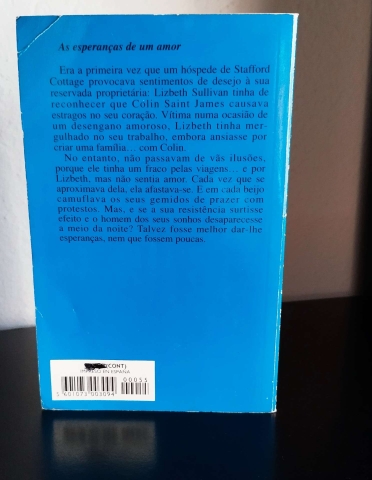 As esperanças de um amor
Era a primeira vez que um hóspede de Stafford
Cottage provocava sentimentos de desejo à sua
reservada proprietária: Lizbeth Sullivan tinha de
reconhecer que Colin Saint James causava
estragos no seu coração. Vítima numa ocasião de
um desengano amoroso, Lizbeth tinha mer-
gulhado no seu trabalho, embora ansiasse por
criar uma família... com Colin.
No entanto, não passavam de vãs ilusões,
porque ele tinha um fraco pelas viagens... e por
Lizbeth, mas não sentia amor. Cada vez que se
aproximava dela, ela afastava-se. E em cada beijo
camuflava os seus gemidos de prazer com
protestos. Mas, e se a sua resistência surtisse
efeito e o homem dos seus sonhos desaparecesse
a meio da noite? Talvez fosse melhor dar-lhe
esperanças, nem que fossem poucas.
(CONT)
IMPRESO EN ESPAÑA
00055
5 601073 003094